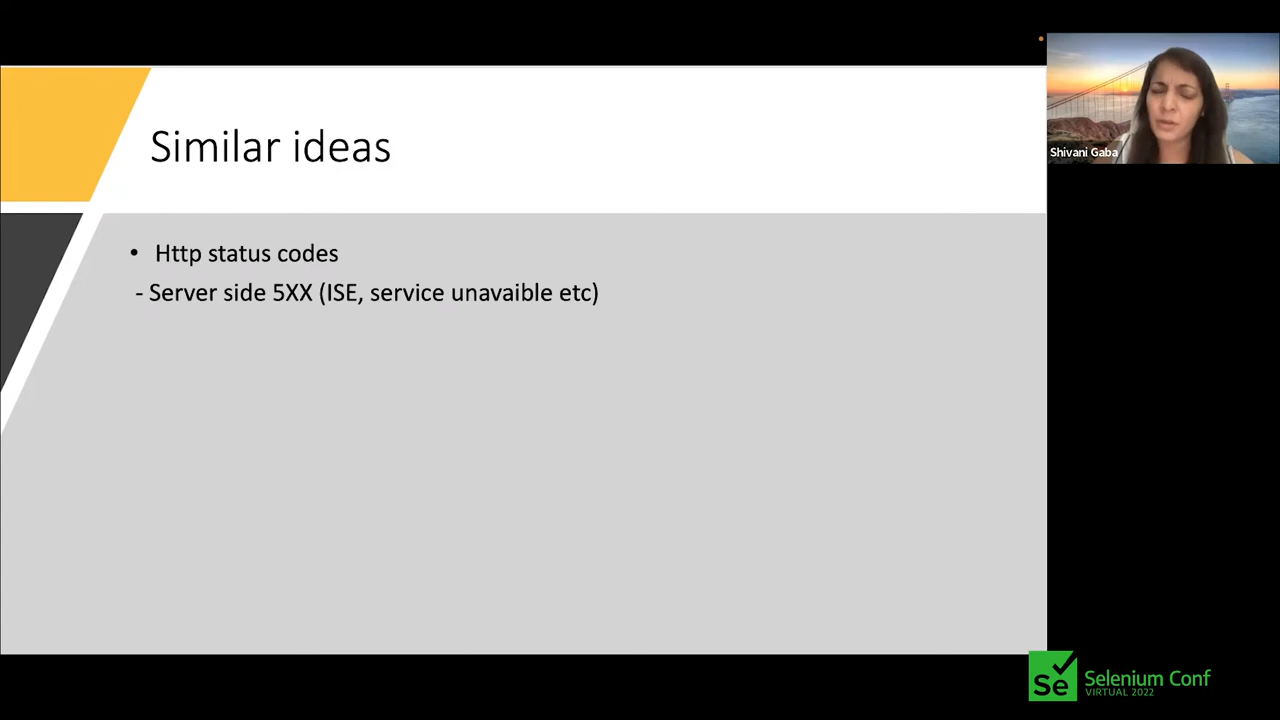 Similar ideas
• Http status codes
- Server side 5XX (ISE, service unavaible etc)
Shivani Gaba
Se Selenium Conf
VIRTUAL 2022